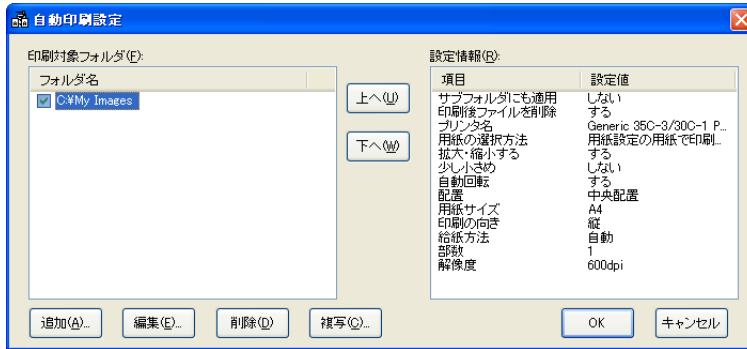 自動印刷設定
印刷対象フォルダ(F):
フォルダ名
C:¥My Images
上へ(U)
下へ(W)
設定情報(R):
項目 設定値
サブフォルダにも適用 しない
印刷後ファイルを削除 する
プリンタ名 Generic 35C-3/30C-1 P...
用紙の選択方法 用紙設定の用紙で印刷...
拡大・縮小する する
少し小さめ しない
自動回転 する
配置 中央配置
用紙サイズ A4
印刷の向き 縦
給紙方法 自動
部数 1
解像度 600dpi
追加(A)... 編集(E)... 削除(D) 複写(C)... OK キャンセル